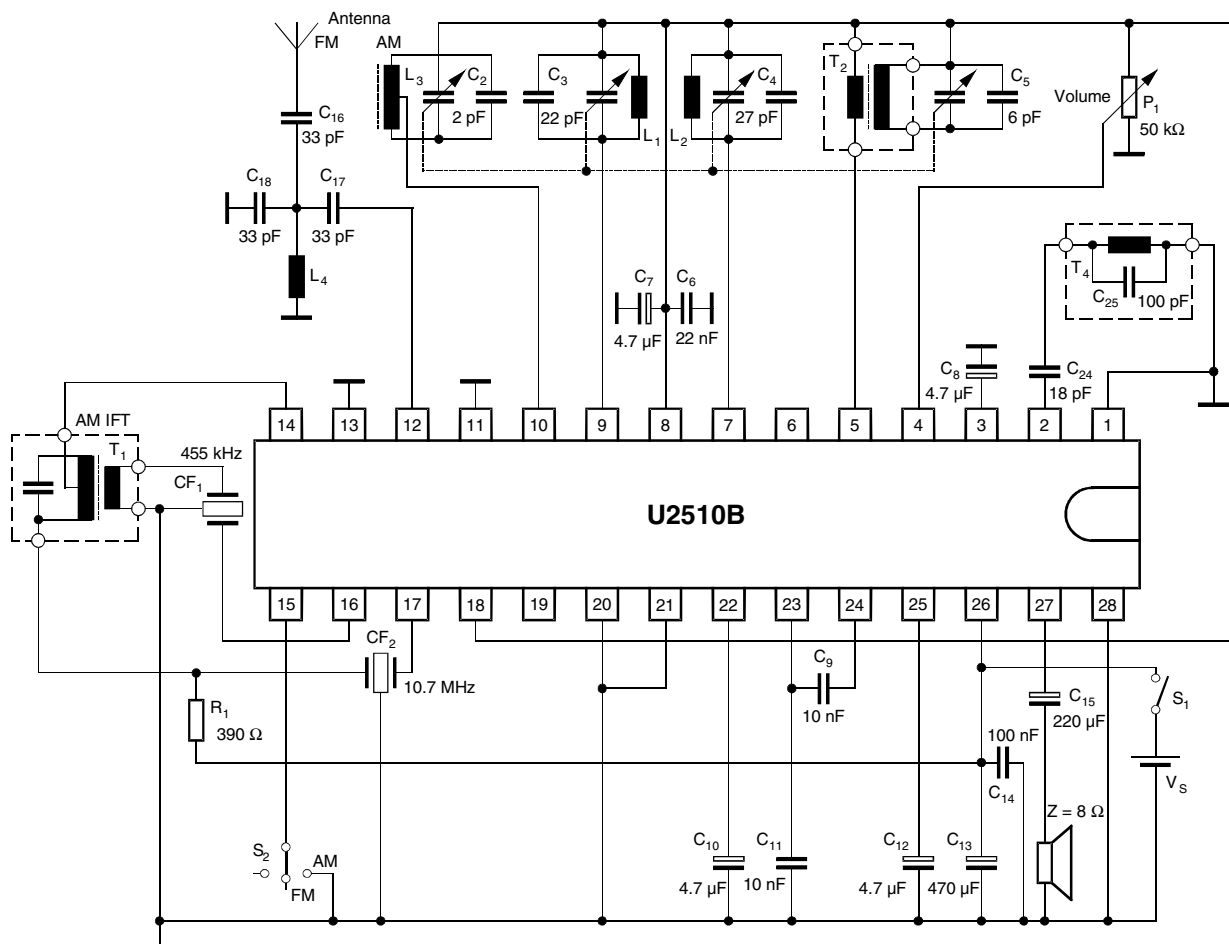 Antenna
FM
AM
L3
C2
2 pF
C3
22 pF
L1
L2
C4
27 pF
T2
C5
6 pF
Volume
P1
50 kΩ
C16
33 pF
C18
33 pF
C17
33 pF
L4
C7
4.7 µF
C6
22 nF
C8
4.7 µF
T4
C25
100 pF
C24
18 pF
AM IFT
T1
455 kHz
CF1
14
13
12
11
10
9
8
7
6
5
4
3
2
1
U2510B
15
16
17
18
19
20
21
22
23
24
25
26
27
28
CF2
10.7 MHz
R1
390 Ω
C9
10 nF
C15
220 µF
S1
100 nF
C14
VS
Z = 8 Ω
S2
AM
FM
C10
4.7 µF
C11
10 nF
C12
4.7 µF
C13
470 µF